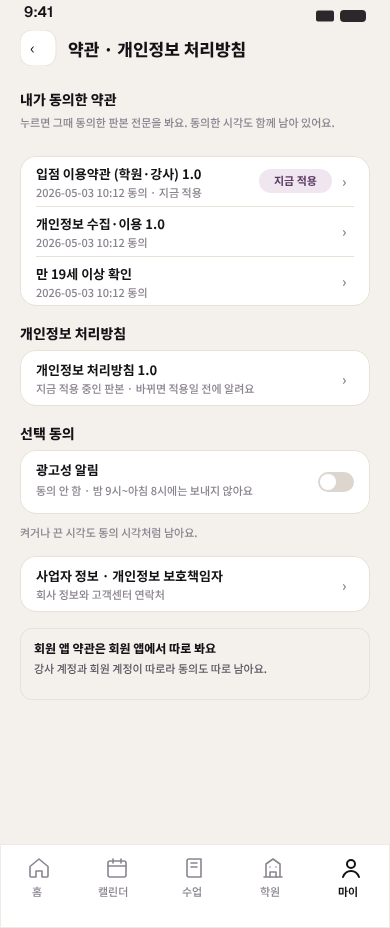 9:41
‹ 약관 · 개인정보 처리방침
내가 동의한 약관
누르면 그때 동의한 판본 전문을 봐요. 동의한 시각도 함께 남아 있어요.
입점 이용약관 (학원·강사) 1.0
2026-05-03 10:12 동의 · 지금 적용
지금 적용 ›
개인정보 수집·이용 1.0
2026-05-03 10:12 동의
›
만 19세 이상 확인
2026-05-03 10:12 동의
›
개인정보 처리방침
개인정보 처리방침 1.0
지금 적용 중인 판본 · 바뀌면 적용일 전에 알려요
›
선택 동의
광고성 알림
동의 안 함 · 밤 9시~아침 8시에는 보내지 않아요
켜거나 끈 시각도 동의 시각처럼 남아요.
사업자 정보 · 개인정보 보호책임자
회사 정보와 고객센터 연락처
›
회원 앱 약관은 회원 앱에서 따로 봐요
강사 계정과 회원 계정이 따로라 동의도 따로 남아요.
홈 캘린더 수업 학원 마이